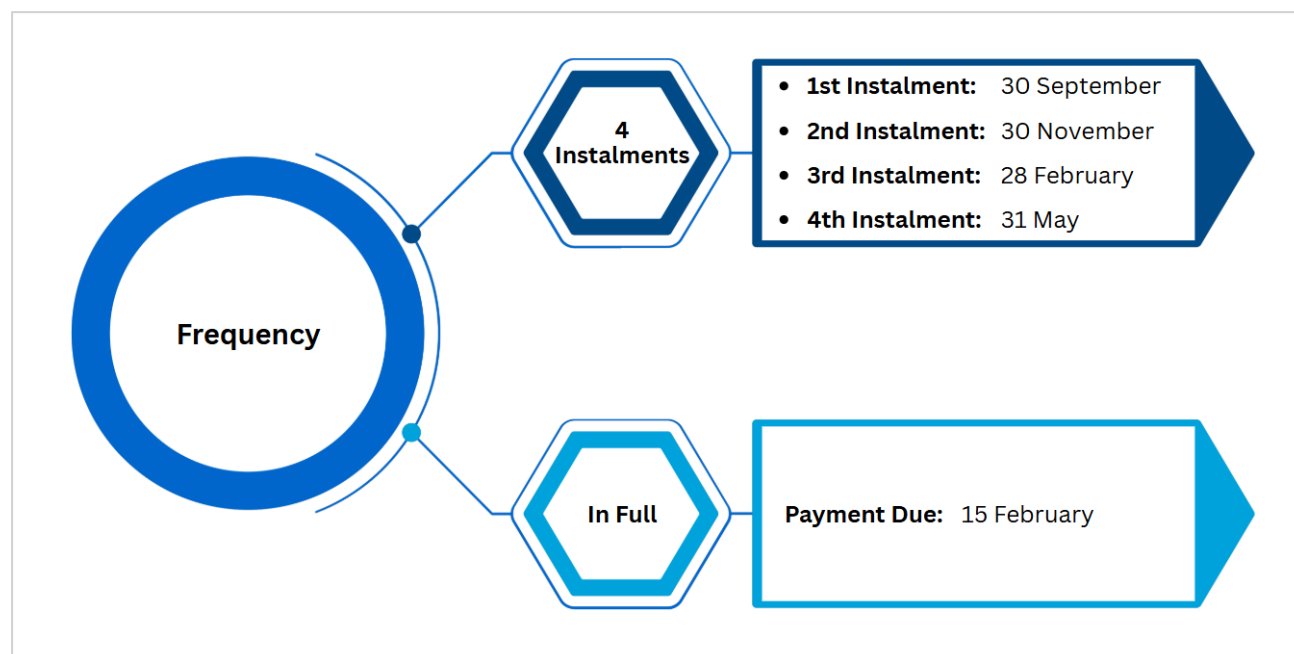 Frequency
4
Instalments
• 1st Instalment: 30 September
• 2nd Instalment: 30 November
• 3rd Instalment: 28 February
• 4th Instalment: 31 May
In Full
Payment Due: 15 February